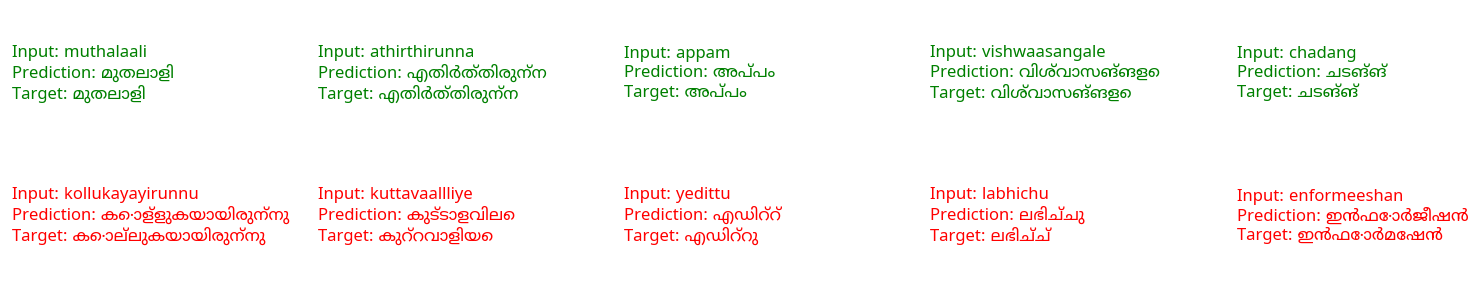 Input: muthalaali
Prediction: മുതലാളി
Target: മുതലാളി
Input: athirthirunna
Prediction: എതിർത്തിരുന്ന
Target: എതിർത്തിരുന്ന
Input: appam
Prediction: അപ്പം
Target: അപ്പം
Input: vishwaasangale
Prediction: വിശ്വാസങ്ങളെ
Target: വിശ്വാസങ്ങളെ
Input: chadang
Prediction: ചടങ്ങ്
Target: ചടങ്ങ്
Input: kollukayayirunnu
Prediction: കൊള്ളുകയായിരുന്നു
Target: കൊല്ലുകയായിരുന്നു
Input: kuttavaallliye
Prediction: കുട്ടാളവിലെ
Target: കുറ്റവാളിയെ
Input: yedittu
Prediction: എഡിറ്റ്
Target: എഡിറ്റു
Input: labhichu
Prediction: ലഭിച്ചു
Target: ലഭിച്ച്
Input: enformeeshan
Prediction: ഇൻഫോർജീഷൻ
Target: ഇൻഫോർമഷേൻ